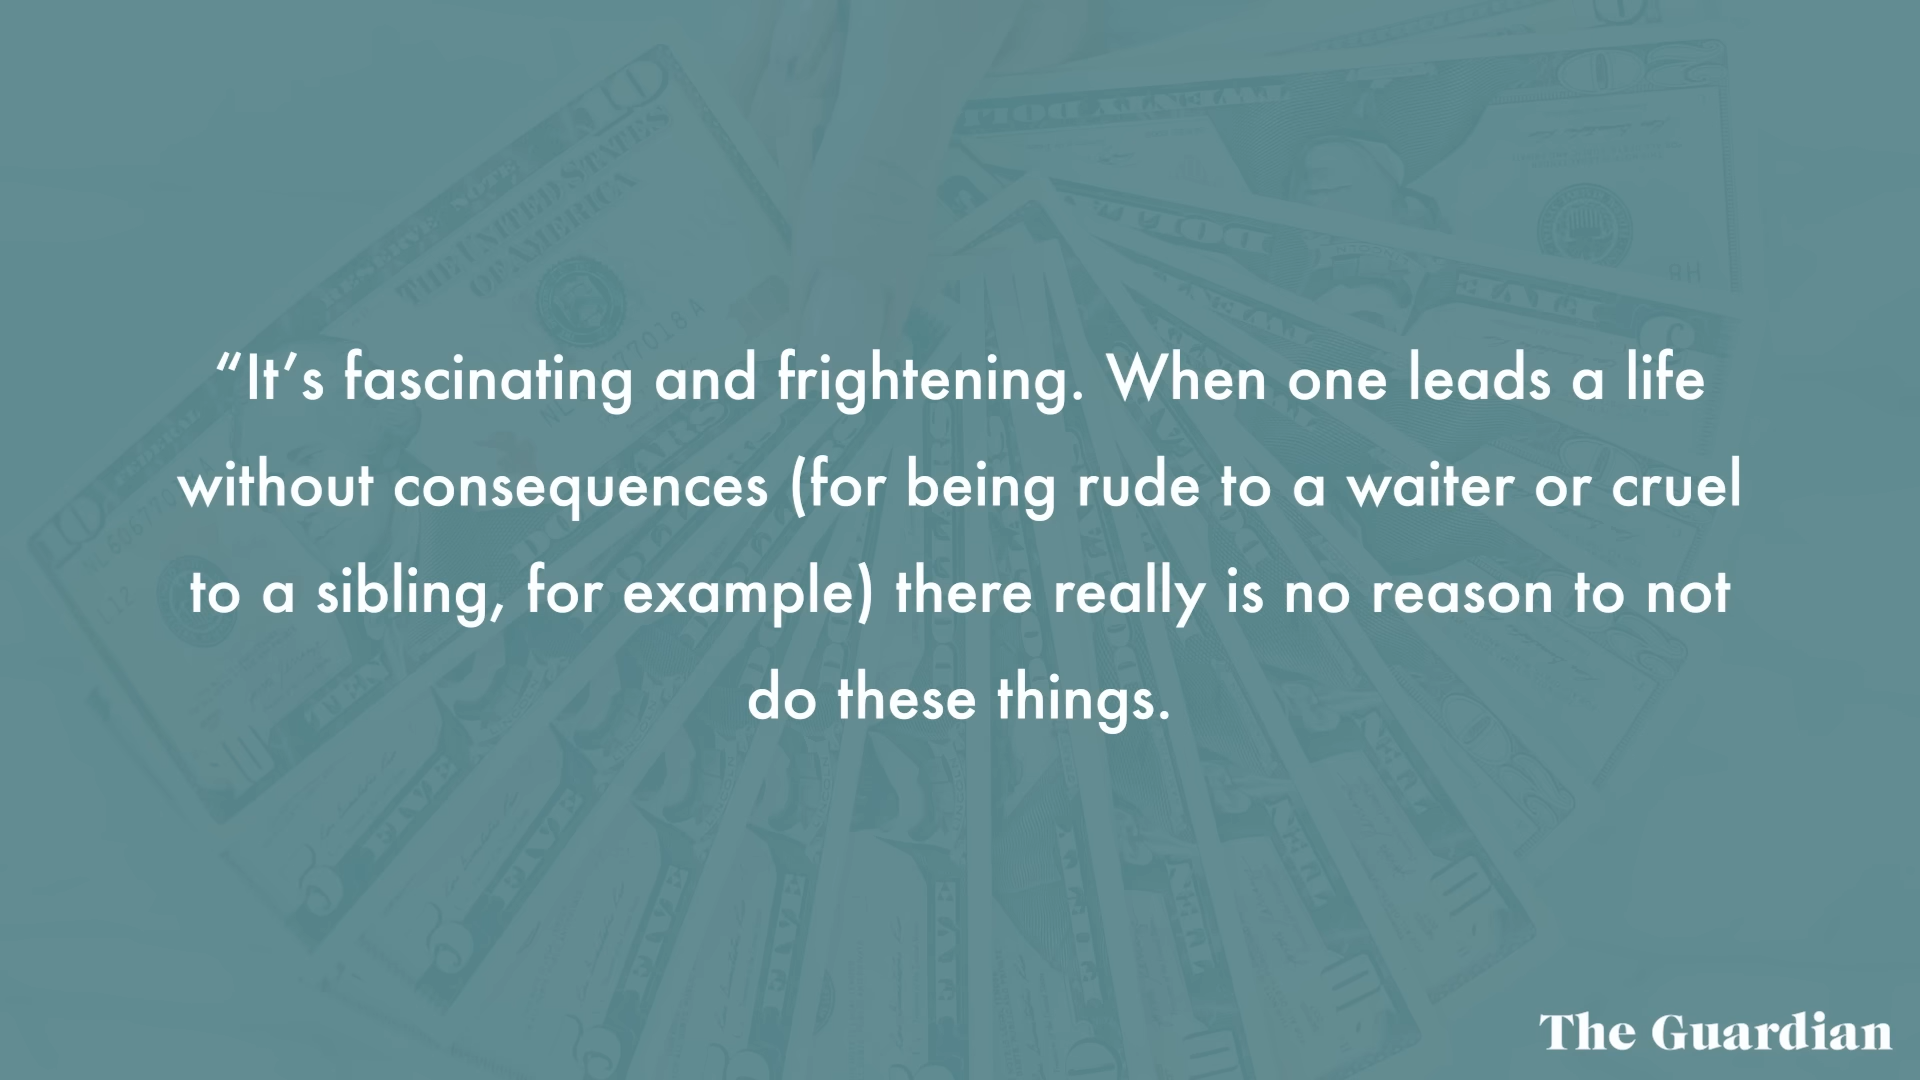 “It’s fascinating and frightening. When one leads a life
without consequences (for being rude to a waiter or cruel
to a sibling, for example) there really is no reason to not
do these things.
The Guardian